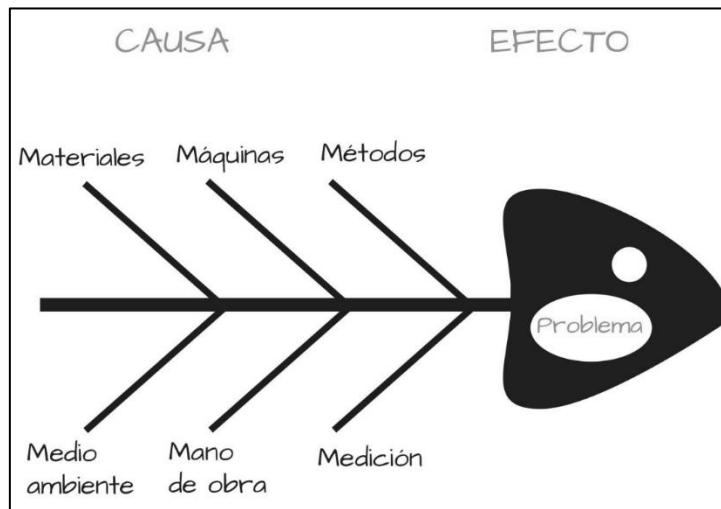 CAUSA
EFECTO
Materiales
Máquinas
Métodos
Problema
Medio
ambiente
Mano
de obra
Medición